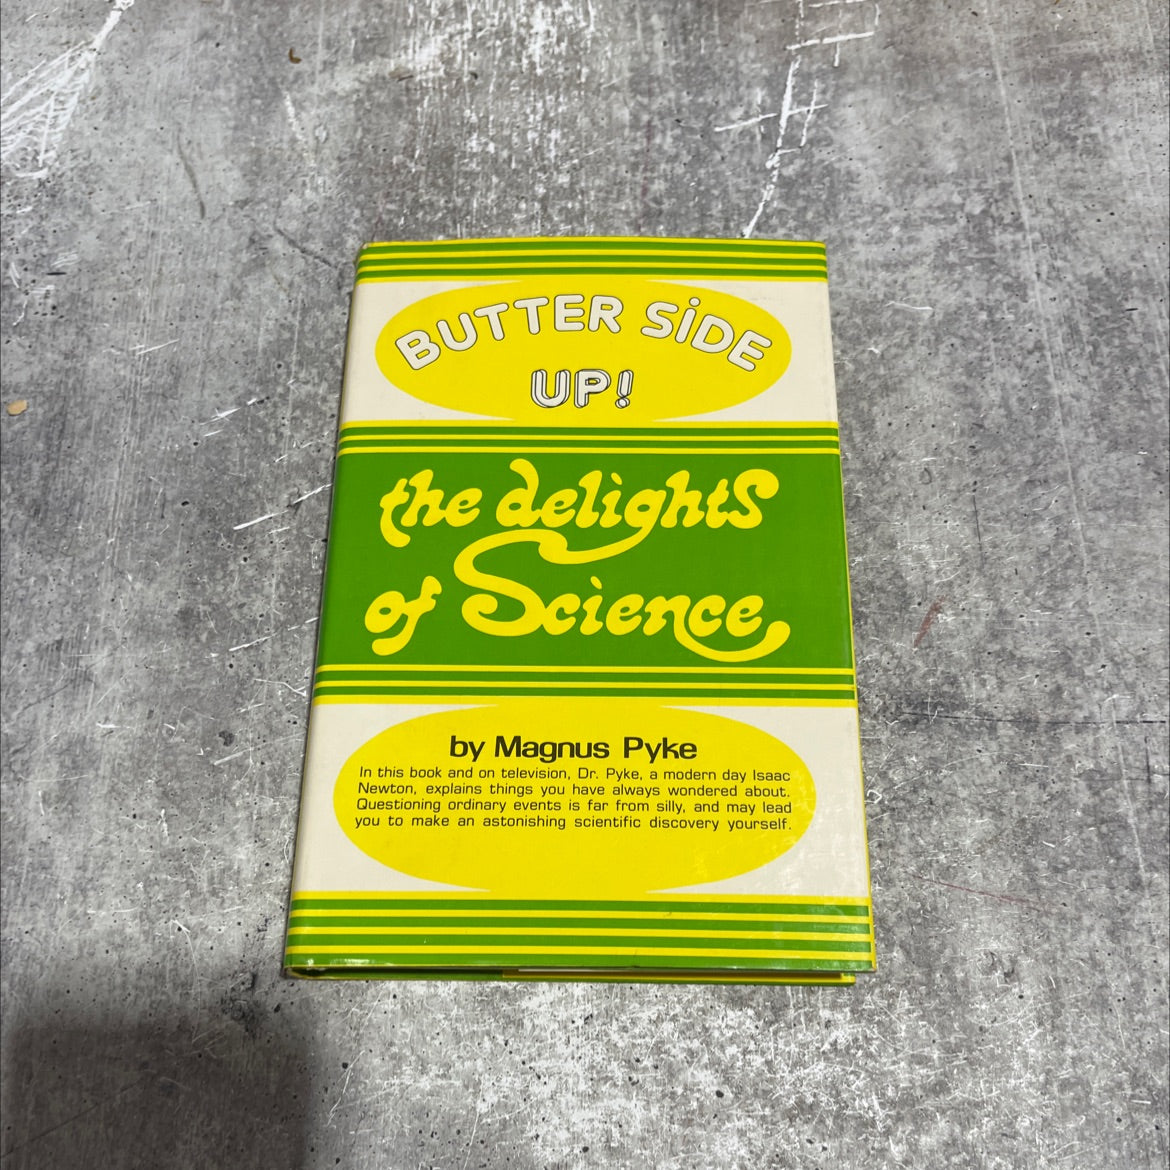 BUTTER SiDE
UP!
the delights
of Science
by Magnus Pyke
In this book and on television, Dr. Pyke, a modern day Isaac
Newton, explains things you have always wondered about.
Questioning ordinary events is far from silly, and may lead
you to make an astonishing scientific discovery yourself.